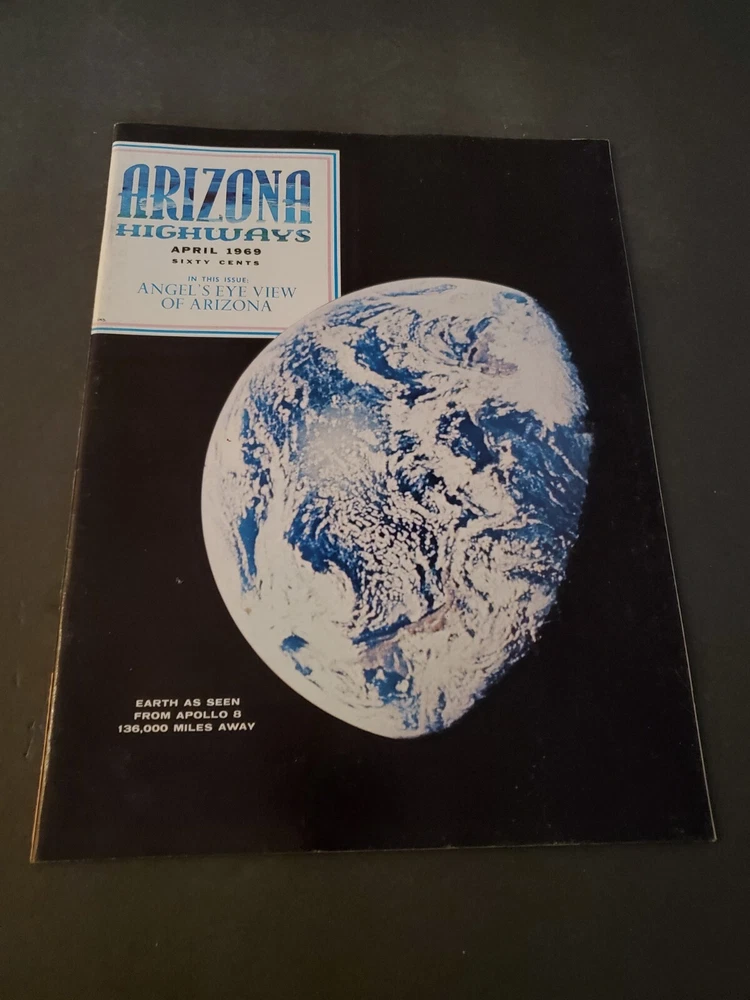 ARIZONA
HIGHWAYS
APRIL 1969
SIXTY CENTS
IN THIS ISSUE:
ANGEL'S EYE VIEW
OF ARIZONA
EARTH AS SEEN
FROM APOLLO 8
136,000 MILES AWAY